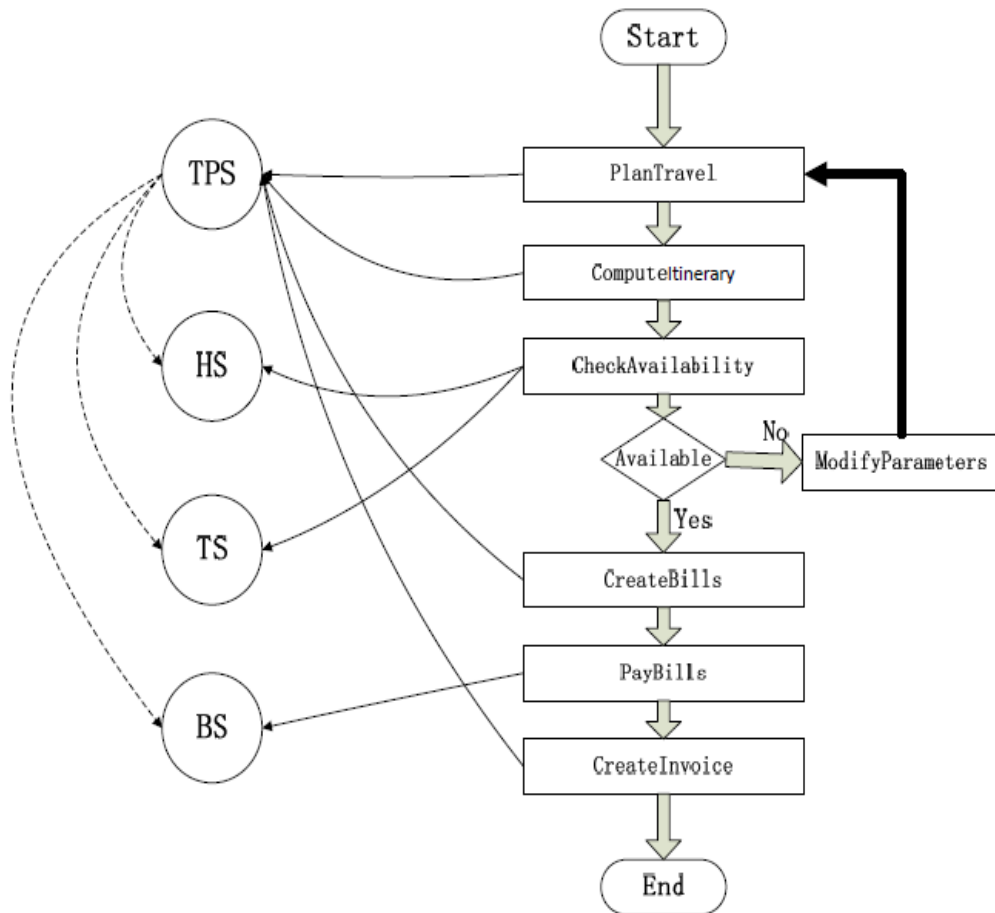 Start
TPS
PlanTravel
ComputeItinerary
HS
CheckAvailability
No
Available
ModifyParameters
Yes
TS
CreateBills
PayBills
BS
CreateInvoice
End